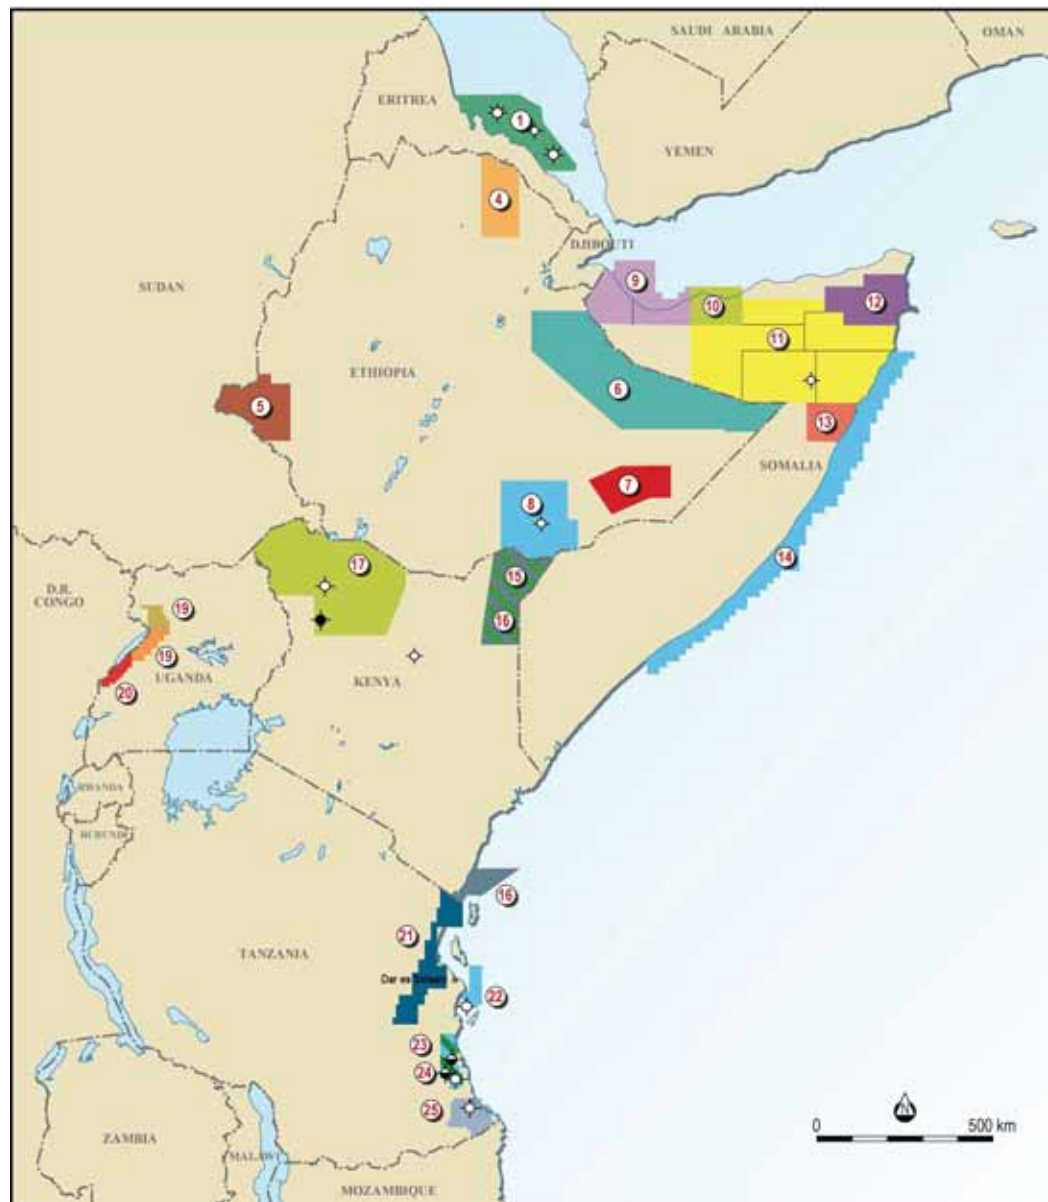 SAUDI ARABIA
OMAN
ERITREA
1
YEMEN
4
DJIBOUTI
SUDAN
9
10
12
11
ETHIOPIA
6
5
13
SOMALIA
7
8
14
17
15
D.R.
CONGO
19
16
19
UGANDA
KENYA
20
RWANDA
BURUNDI
16
21
TANZANIA
Dar es Salaam
22
23
24
25
N
0
500 km
ZAMBIA
MALAWI
MOZAMBIQUE